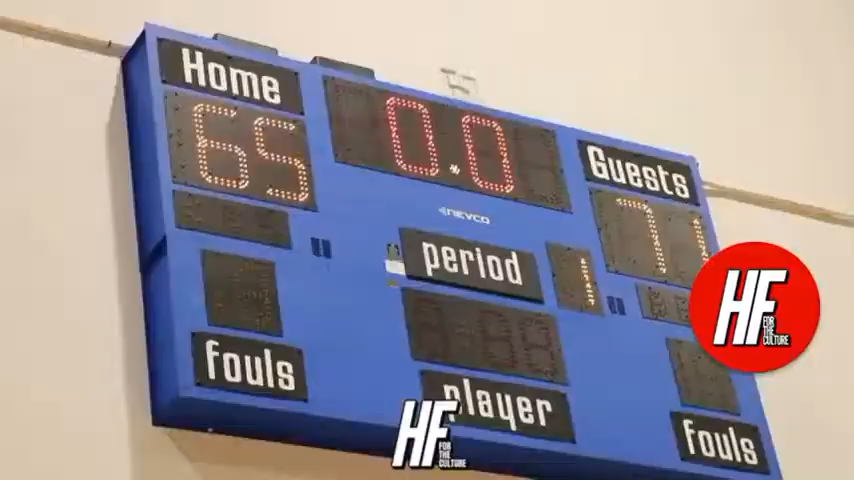 Home
65
0.0
Guests
71
NEVCO
period
1
fouls
player
fouls
HF
FOR
THE
CULTURE
HF
FOR
THE
CULTURE